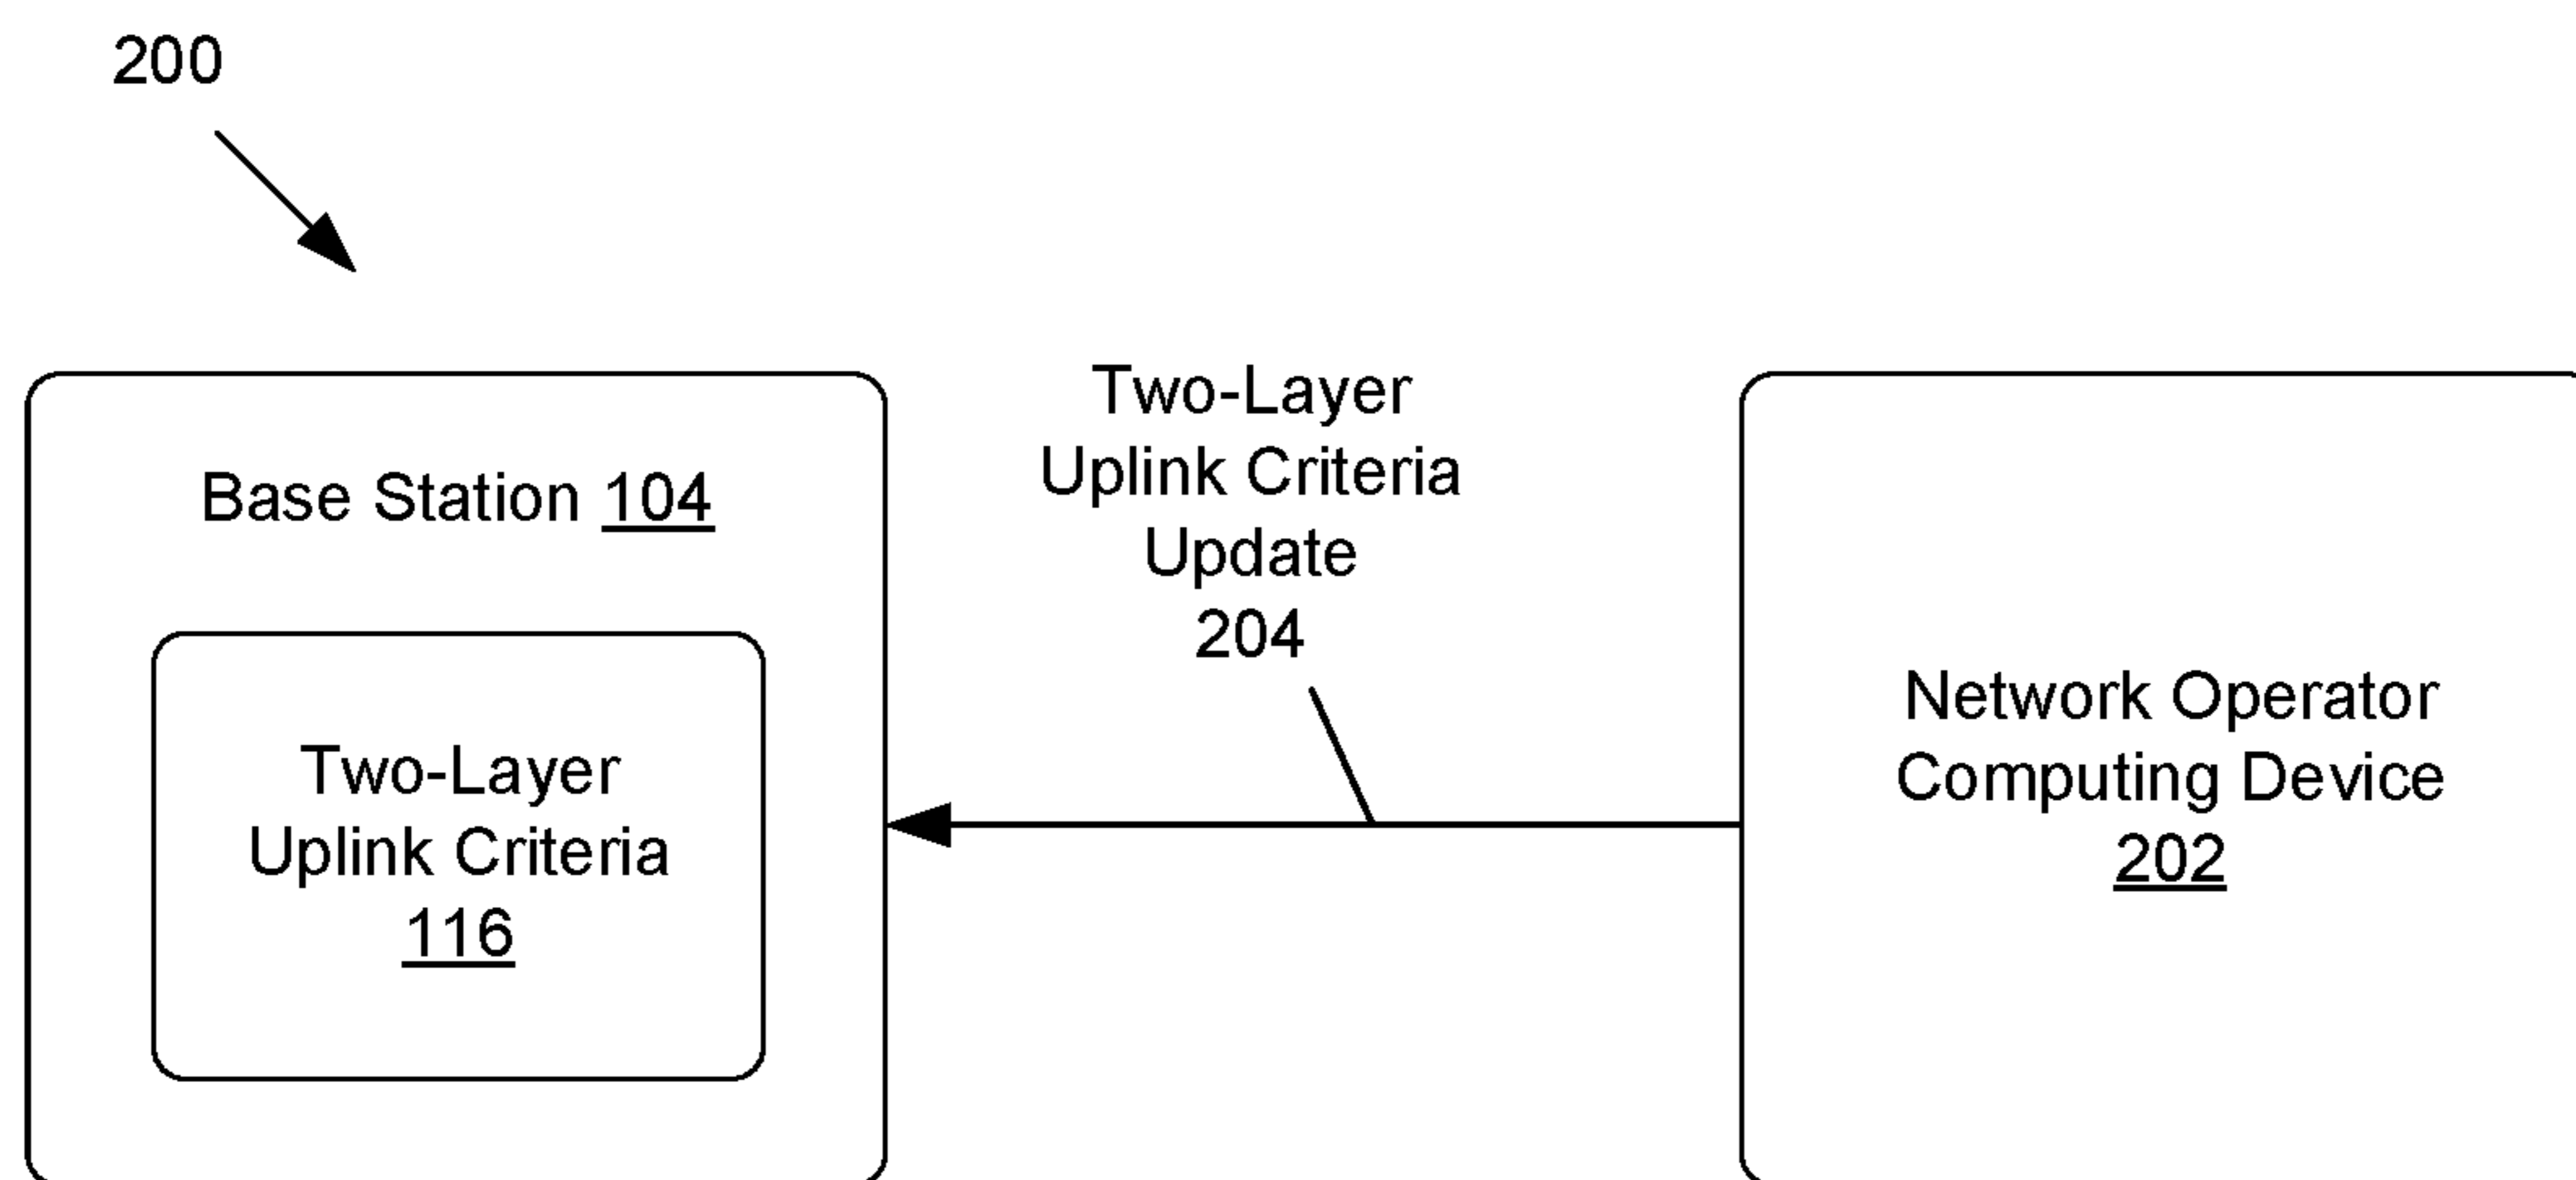 200
Base Station 104
Two-Layer
Uplink Criteria
116
Two-Layer
Uplink Criteria
Update
204
Network Operator
Computing Device
202